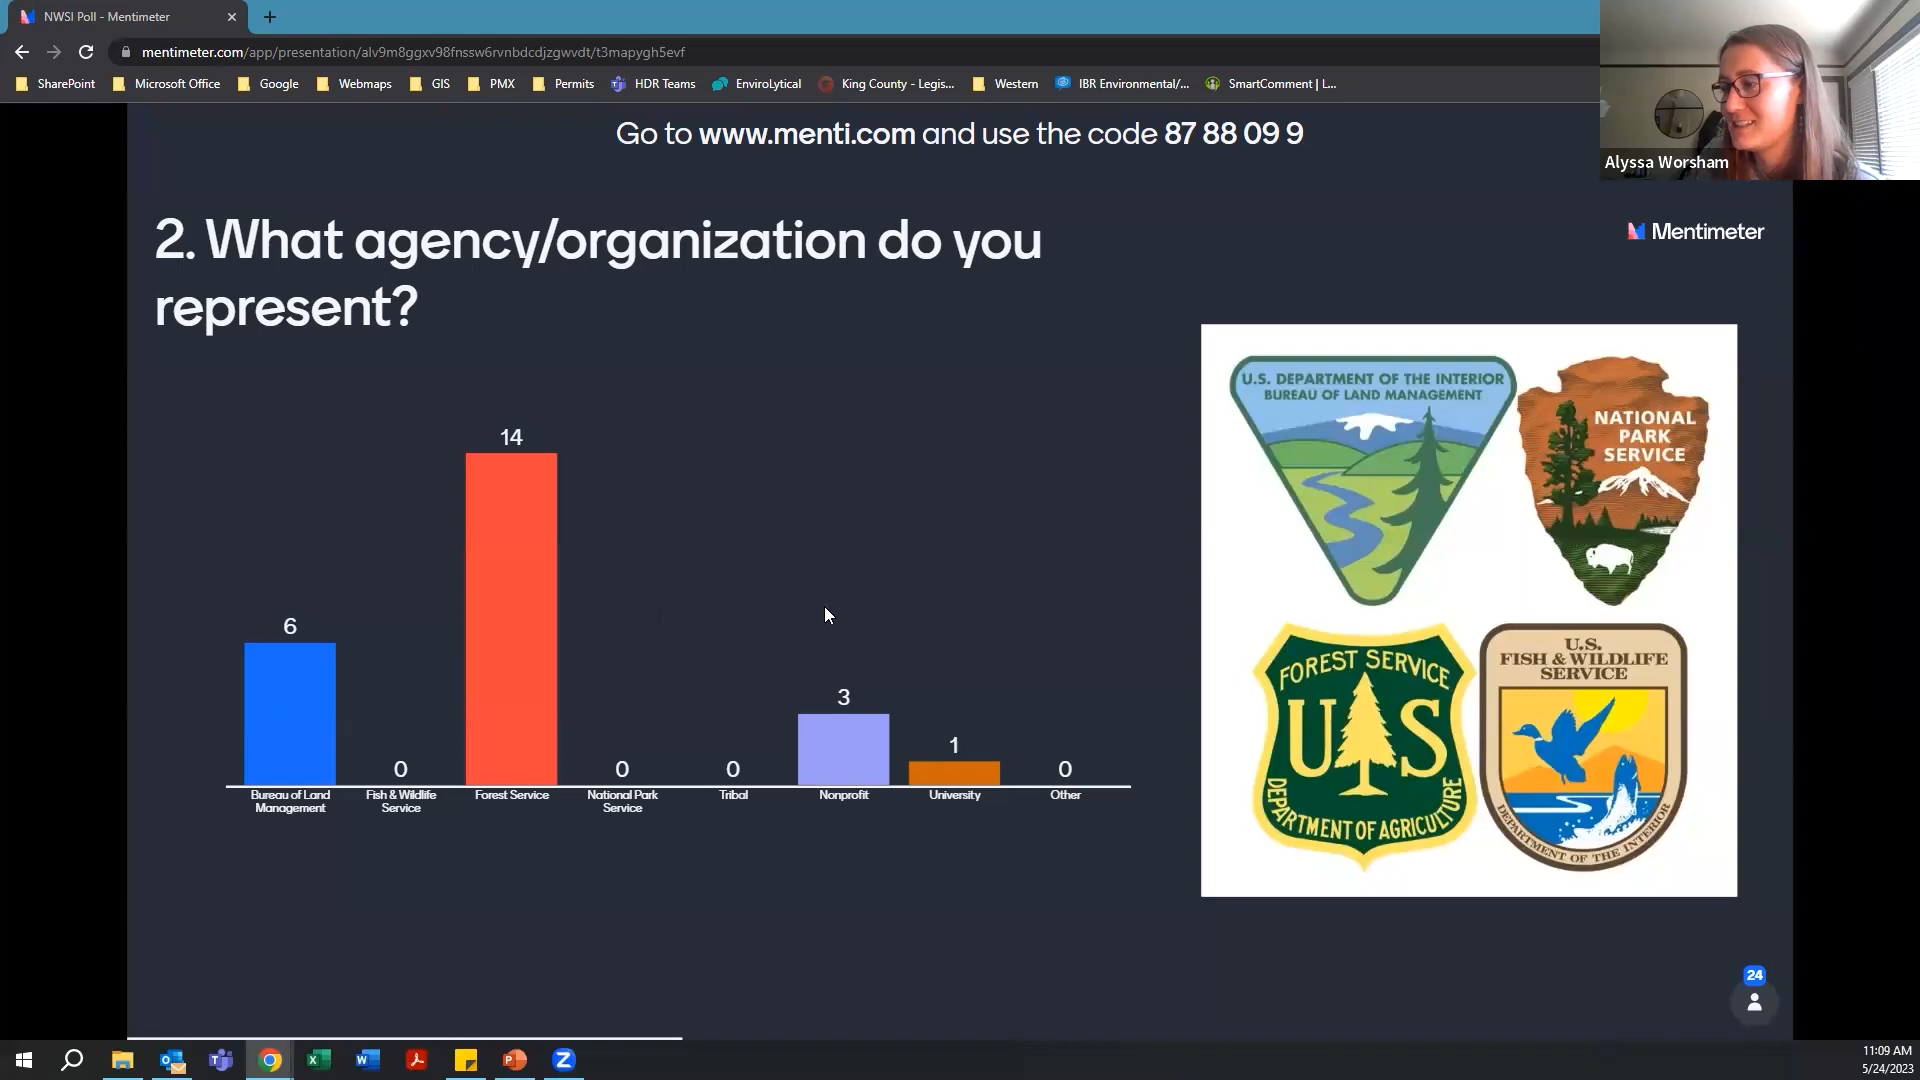 NWSI Poll - Mentimeter
mentimeter.com/app/presentation/alv9m8ggxv98fnssw6rvnbdcdjzgwvdt/t3mapygh5evf
SharePoint Microsoft Office Google Webmaps GIS PMX Permits HDR Teams EnviroLytical King County - Legis... Western IBR Environmental/... SmartComment | L...
Alyssa Worsham
Go to www.menti.com and use the code 87 88 09 9
2. What agency/organization do you
represent?
Mentimeter
6
0
14
0
0
3
1
0
Bureau of Land
Management
Fish & Wildlife
Service
Forest Service
National Park
Service
Tribal
Nonprofit
University
Other
U.S. DEPARTMENT OF THE INTERIOR
BUREAU OF LAND MANAGEMENT
NATIONAL
PARK
SERVICE
FOREST SERVICE
U S
DEPARTMENT OF AGRICULTURE
U.S.
FISH & WILDLIFE
SERVICE
DEPARTMENT OF THE INTERIOR
24
11:09 AM
5/24/2023